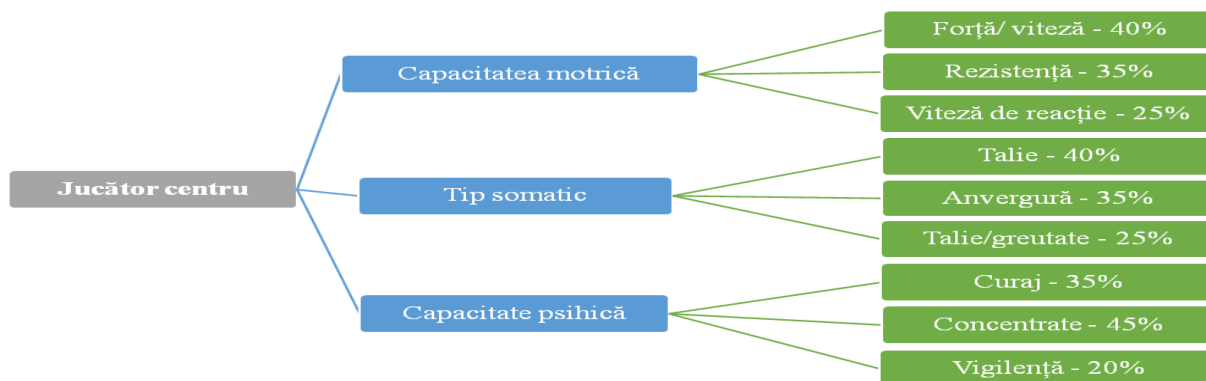 Jucător centru
Capacitatea motrică
Forță/ viteză - 40%
Rezistență - 35%
Viteză de reacție - 25%
Tip somatic
Talie - 40%
Anvergură - 35%
Talie/greutate - 25%
Capacitate psihică
Curaj - 35%
Concentrate - 45%
Vigilență - 20%